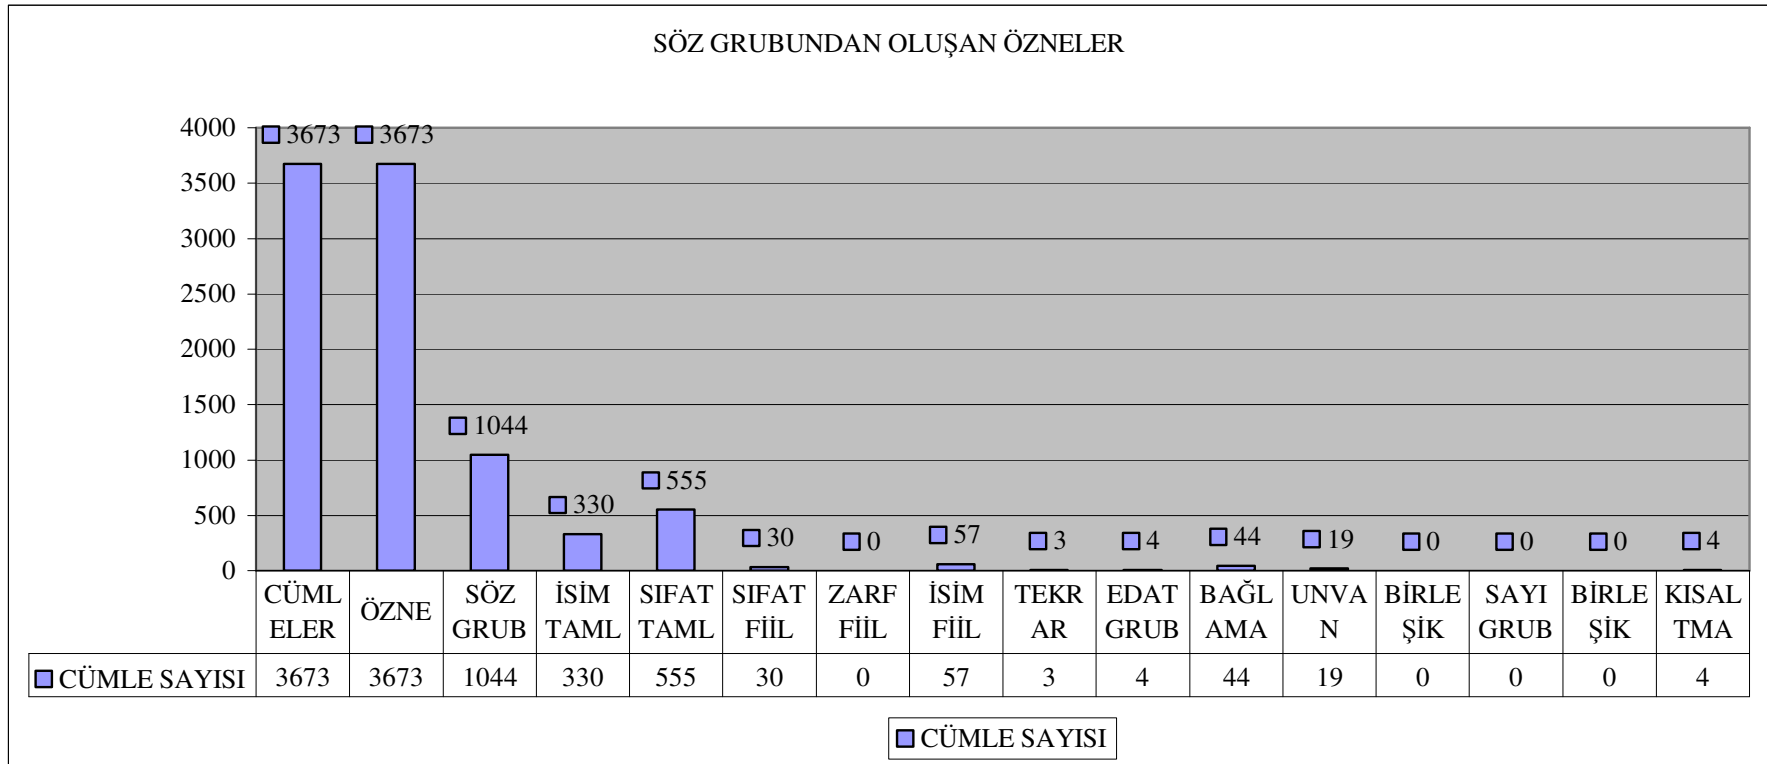 SÖZ GRUBUNDAN OLUŞAN ÖZNELER
4000
3500
3000
2500
2000
1500
1000
500
0
3673 3673 1044 330 555 30 0 57 3 4 44 19 0 0 0 4
CÜML ELER ÖZNE SÖZ GRUB İSİM TAML SIFAT TAML SIFAT FİİL ZARF FİİL İSİM FİİL TEKR AR EDAT GRUB BAĞL AMA UNVA N BİRLE ŞİK SAYI GRUB BİRLE ŞİK KISAL TMA
CÜMLE SAYISI 3673 3673 1044 330 555 30 0 57 3 4 44 19 0 0 0 4
CÜMLE SAYISI